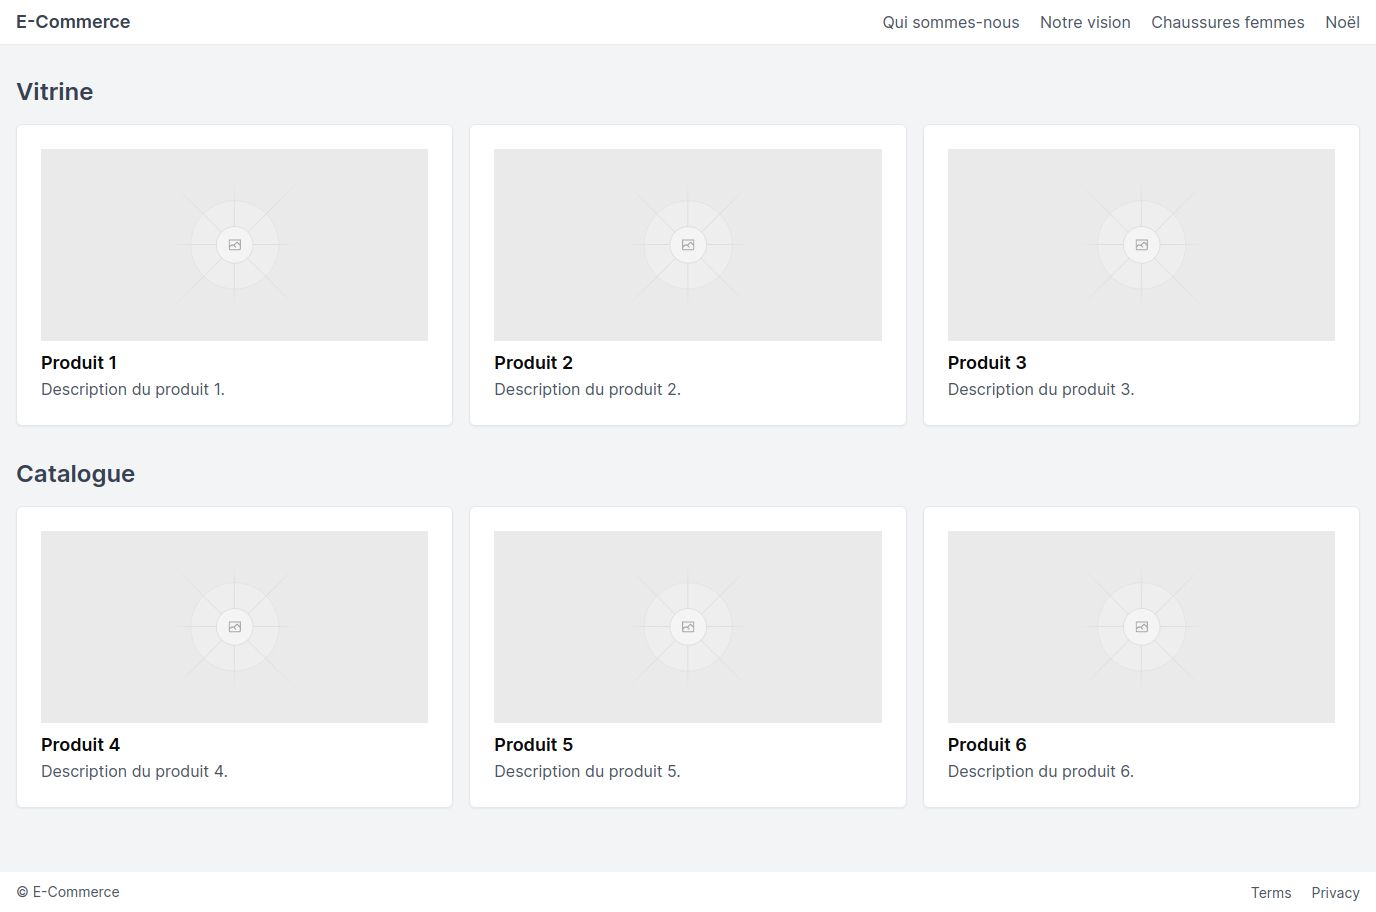 E-Commerce
Qui sommes-nous Notre vision Chaussures femmes Noël
Vitrine
Produit 1
Description du produit 1.
Produit 2
Description du produit 2.
Produit 3
Description du produit 3.
Catalogue
Produit 4
Description du produit 4.
Produit 5
Description du produit 5.
Produit 6
Description du produit 6.
© E-Commerce
Terms Privacy